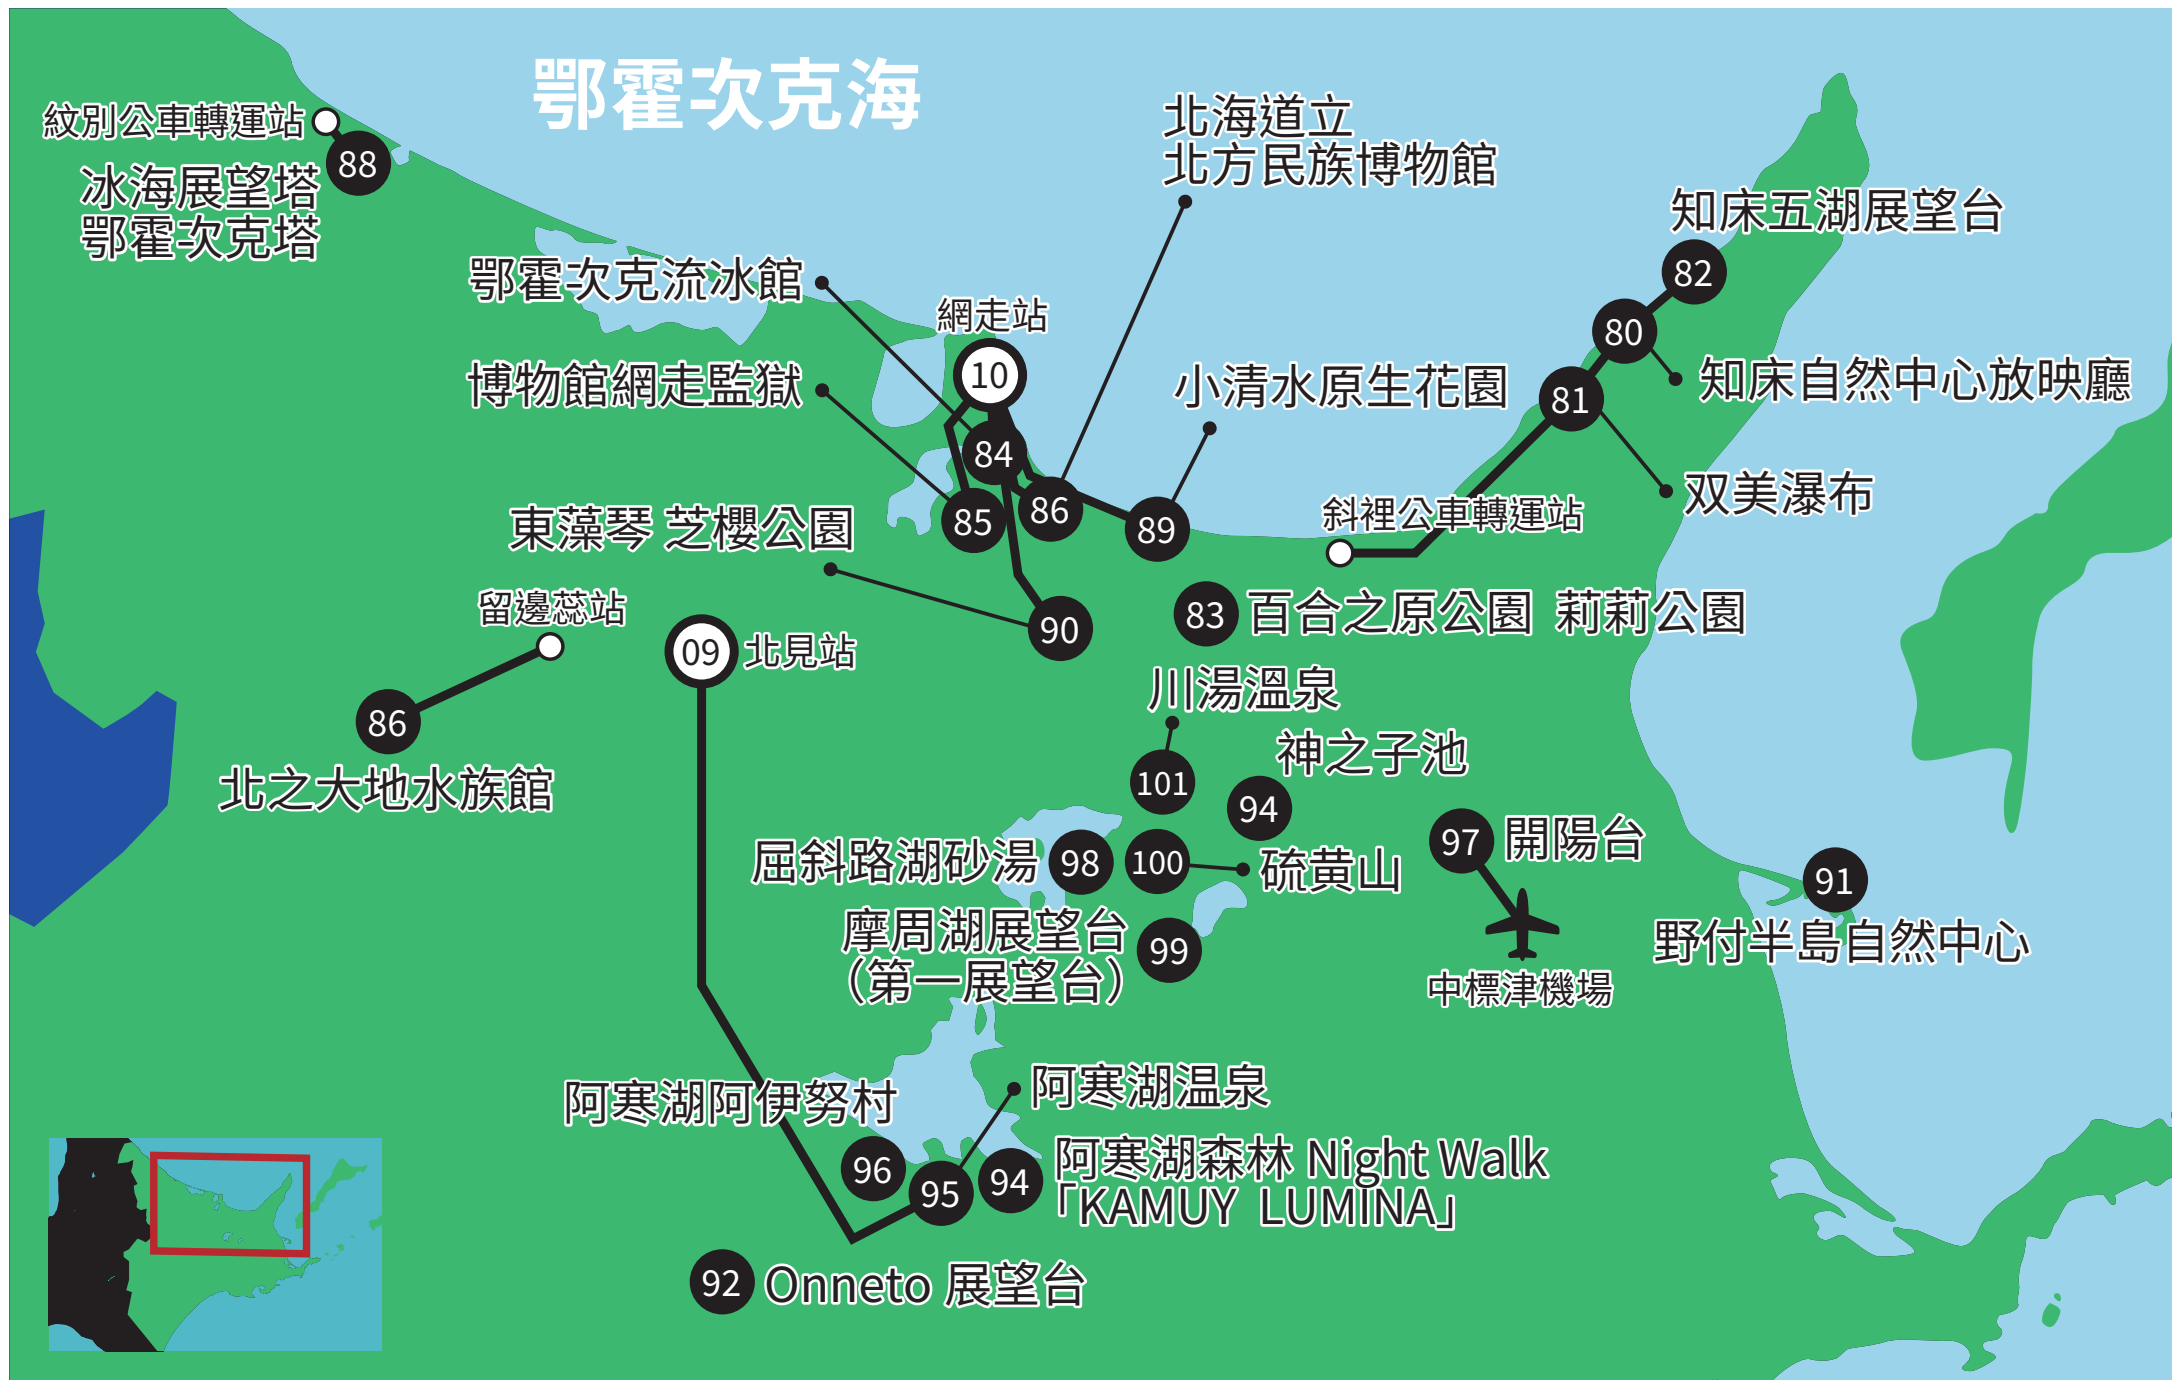 鄂霍次克海
紋別公車轉運站
88
冰海展望塔
鄂霍次克塔
北海道立
北方民族博物館
知床五湖展望台
82
鄂霍次克流冰館
網走站
10
80
知床自然中心放映廳
博物館網走監獄
小清水原生花園
81
84
双美瀑布
85
86
89
斜裡公車轉運站
東藻琴 芝櫻公園
留邊蕊站
09
北見站
90
83
百合之原公園 莉莉公園
86
北之大地水族館
川湯溫泉
101
神之子池
94
屈斜路湖砂湯
98
100
硫黄山
97
開陽台
91
野付半島自然中心
摩周湖展望台
（第一展望台）
99
中標津機場
阿寒湖阿伊努村
阿寒湖温泉
96
95
94
阿寒湖森林 Night Walk
「KAMUY LUMINA」
92
Onneto 展望台